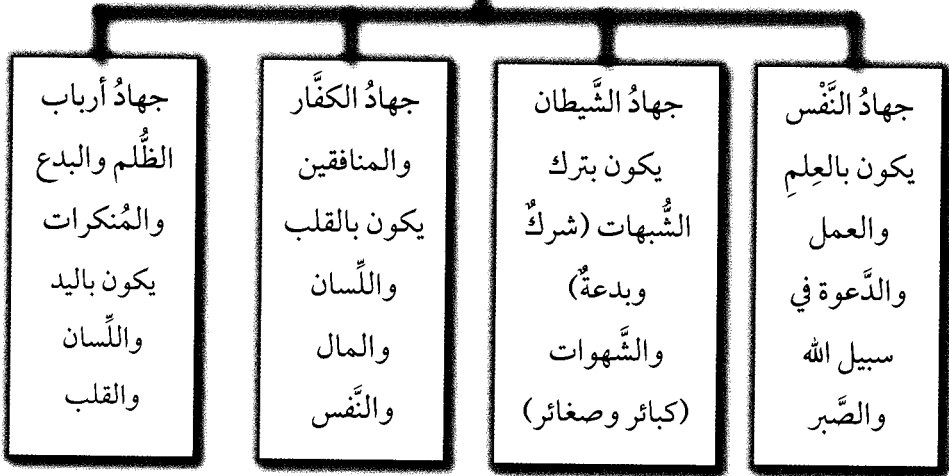 جهادُ النَّفْس
يكون بالعِلمِ
والعمل
والدَّعوة في
سبيل الله
والصَّبر
جهادُ الشَّيطان
يكون بترك
الشُّبهات (شركٌ
وبدعةٌ)
والشَّهوات
(كبائر وصغائر)
جهادُ الكفَّار
والمنافقين
يكون بالقلب
واللِّسان
والمال
والنَّفس
جهادُ أرباب
الظُّلم والبدع
والمُنكرات
يكون باليد
واللِّسان
والقلب